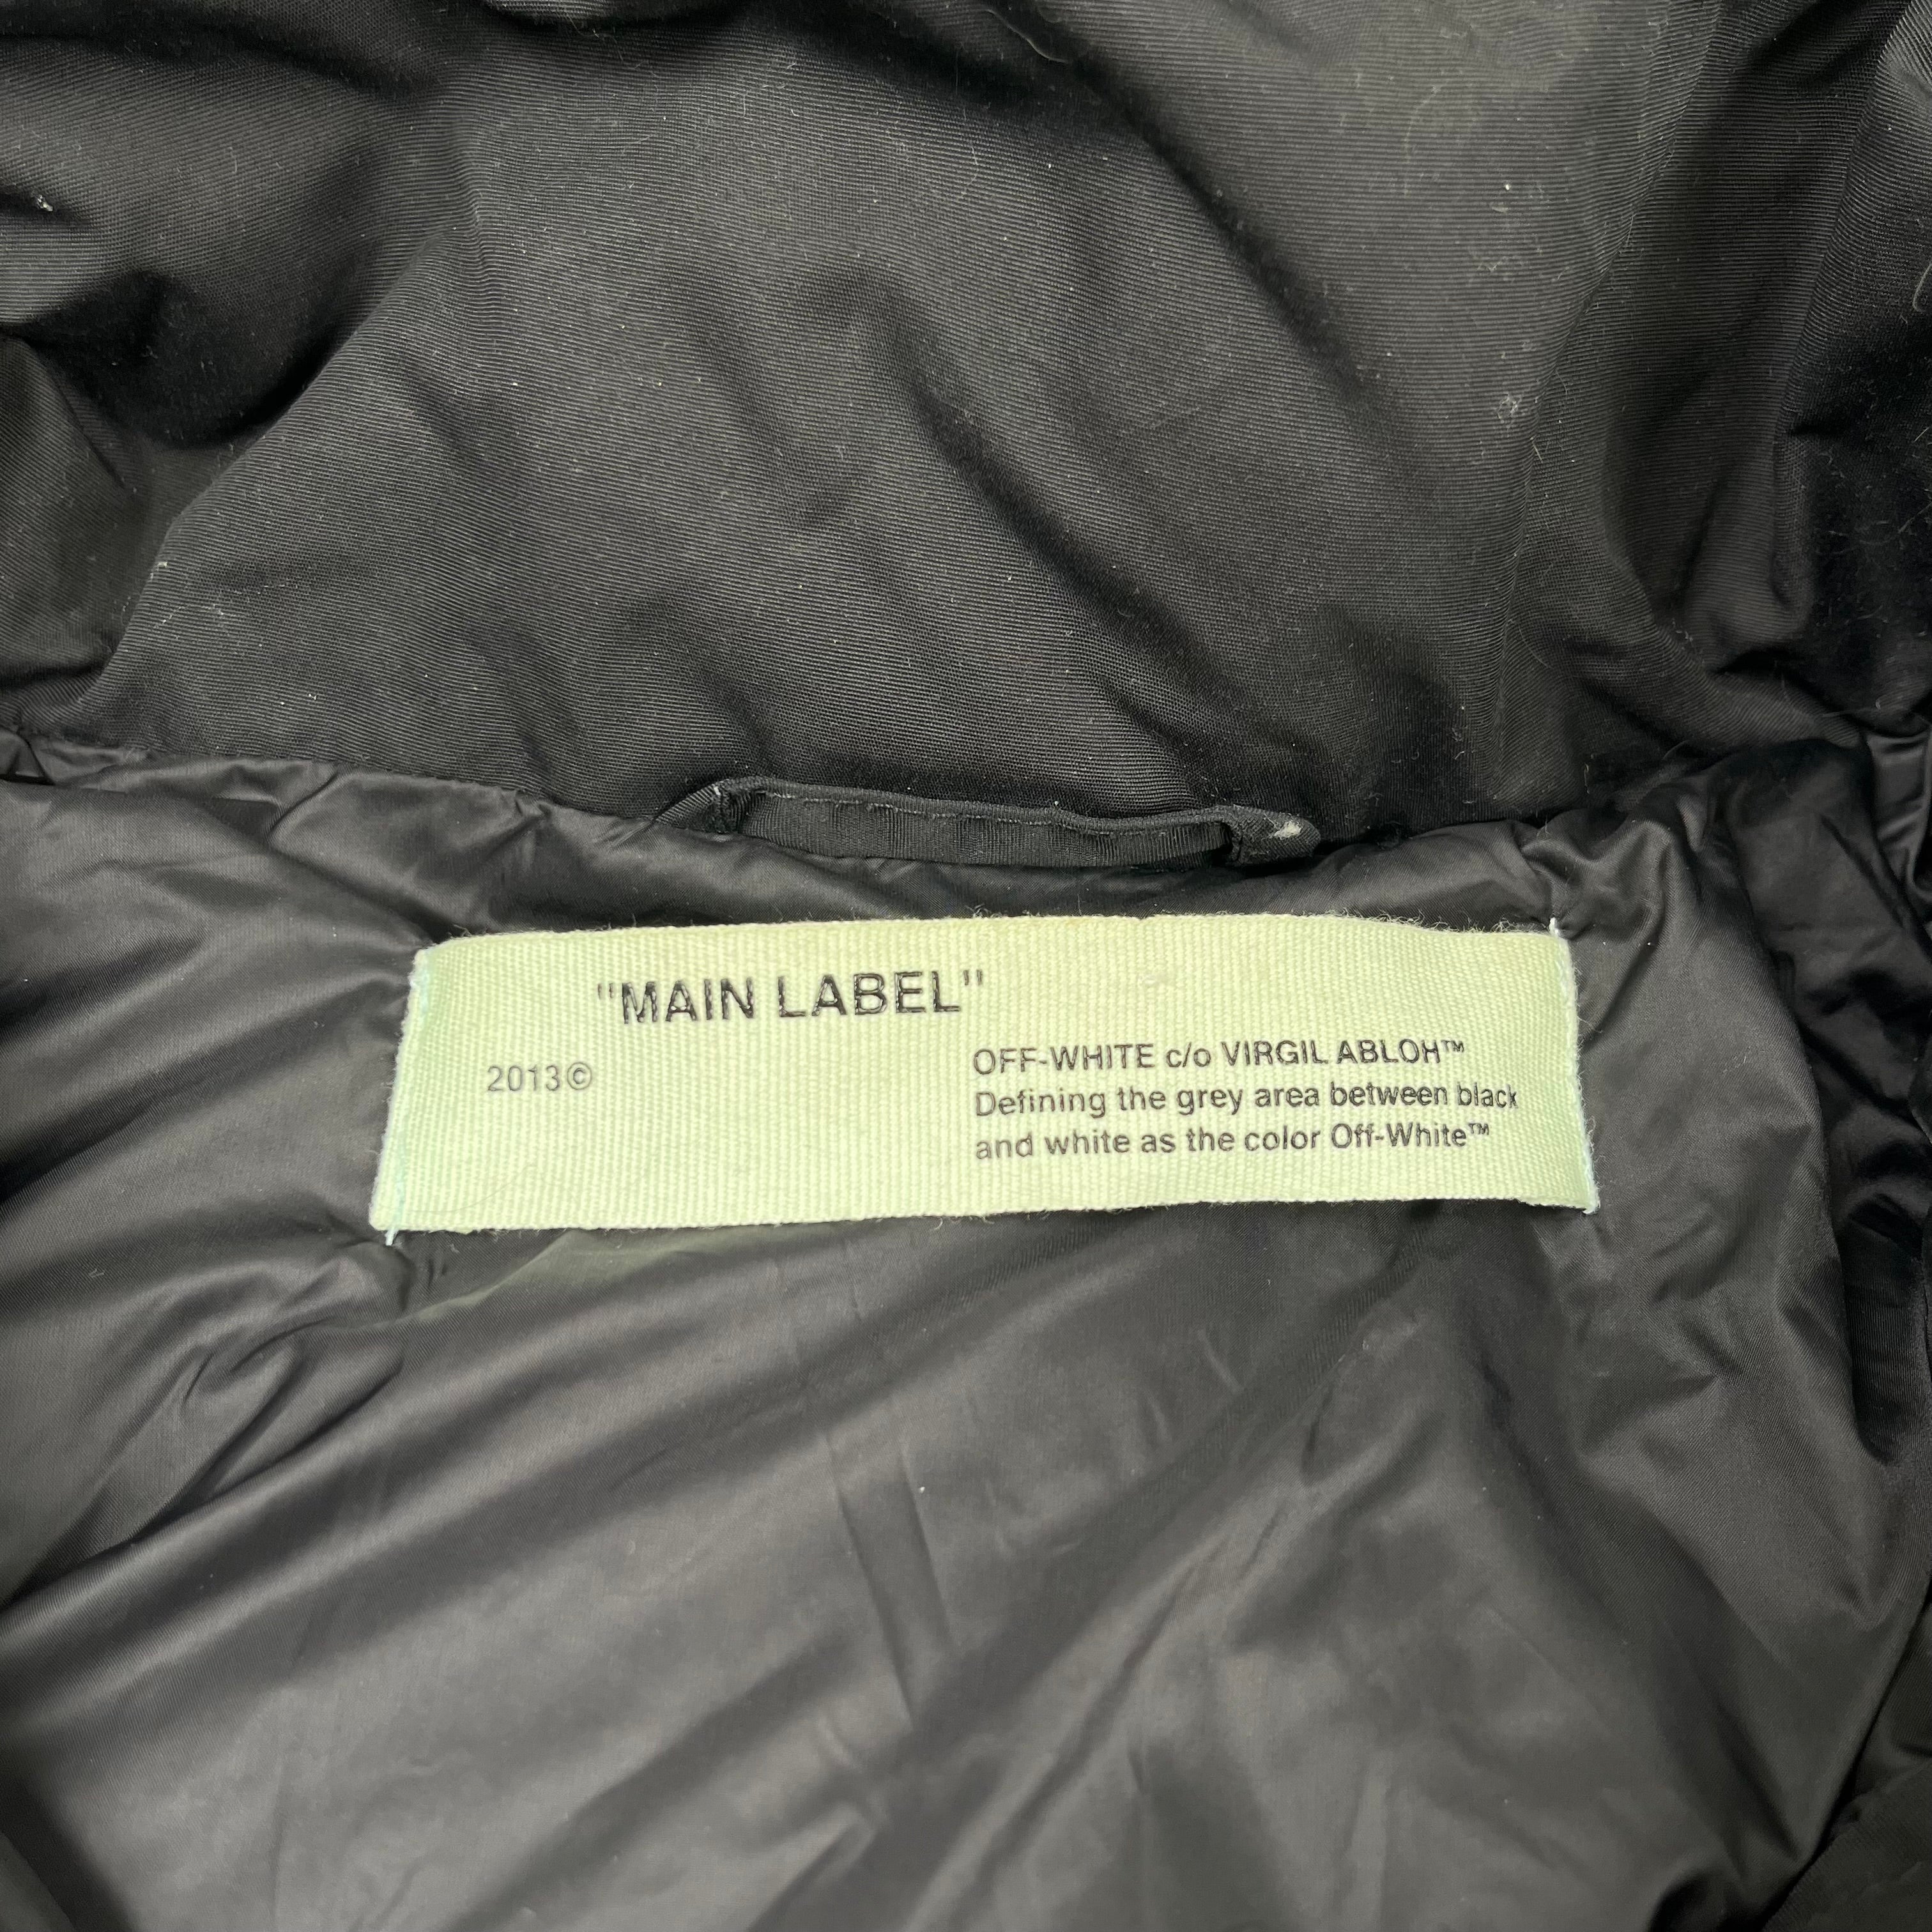 "MAIN LABEL"
2013©
OFF-WHITE c/o VIRGIL ABLOH™
Defining the grey area between black
and white as the color Off-White™